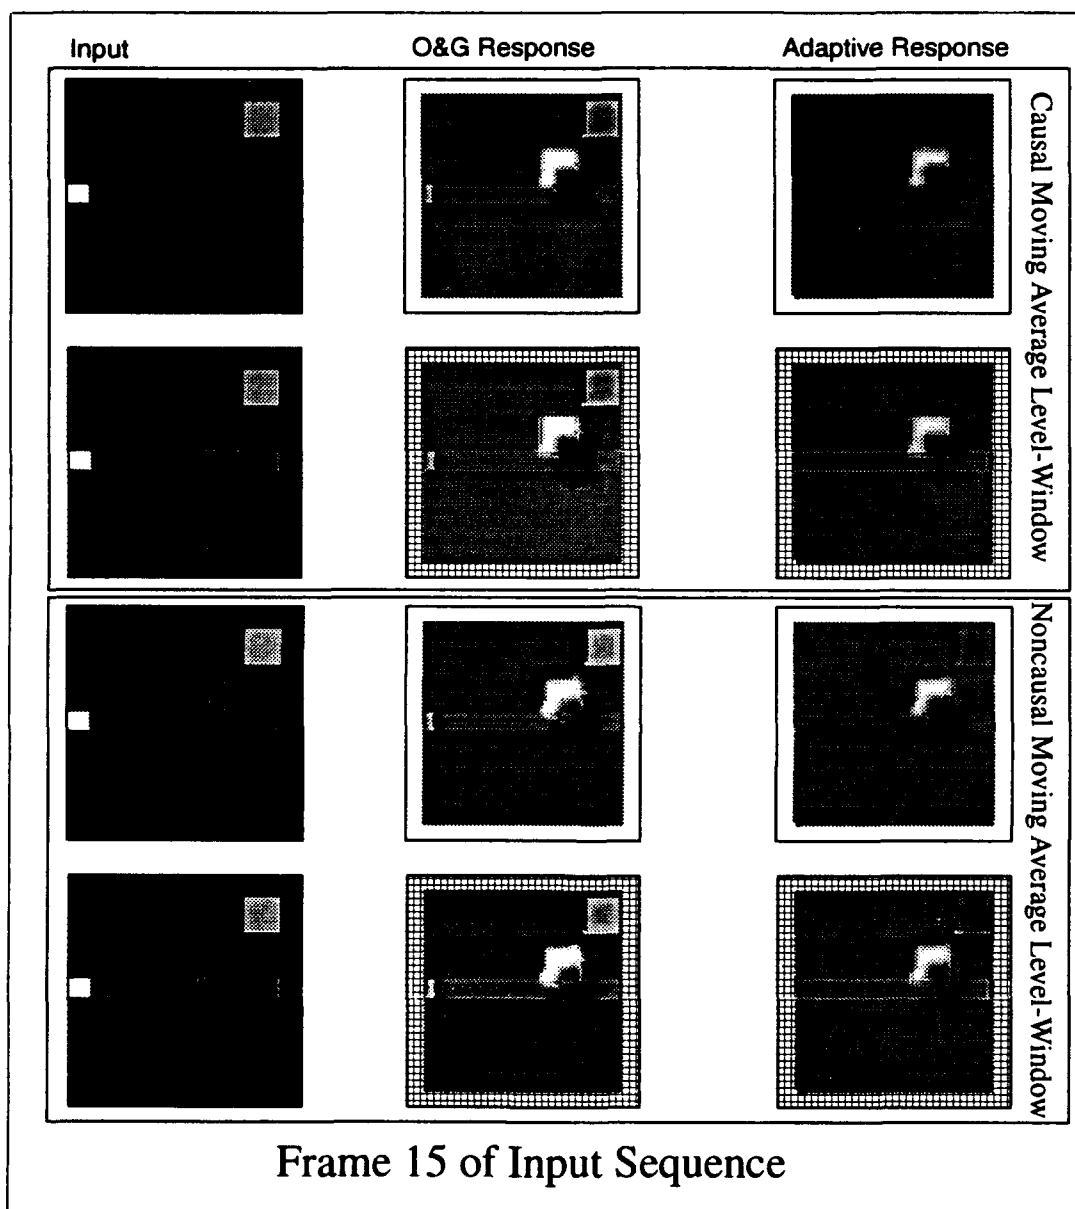 Input
O&G Response
Adaptive Response
Causal Moving Average Level-Window
Noncausal Moving Average Level-Window
Frame 15 of Input Sequence